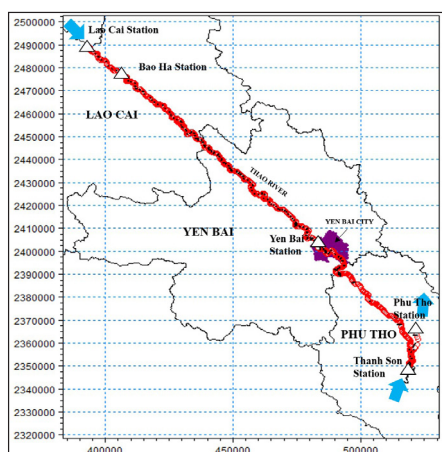 2500000
Lao Cai Station
2490000
2480000
Bao Ha Station
2470000
2460000
LAO CAI
2450000
2440000
2430000
THAO RIVER
2420000
YEN BAI CITY
2410000
YEN BAI
Yen Bai
Station
2400000
2390000
2380000
Phu Tho
Station
2370000
2360000
PHU THO
Thanh Son
Station
2350000
2340000
2330000
2320000
400000
450000
500000